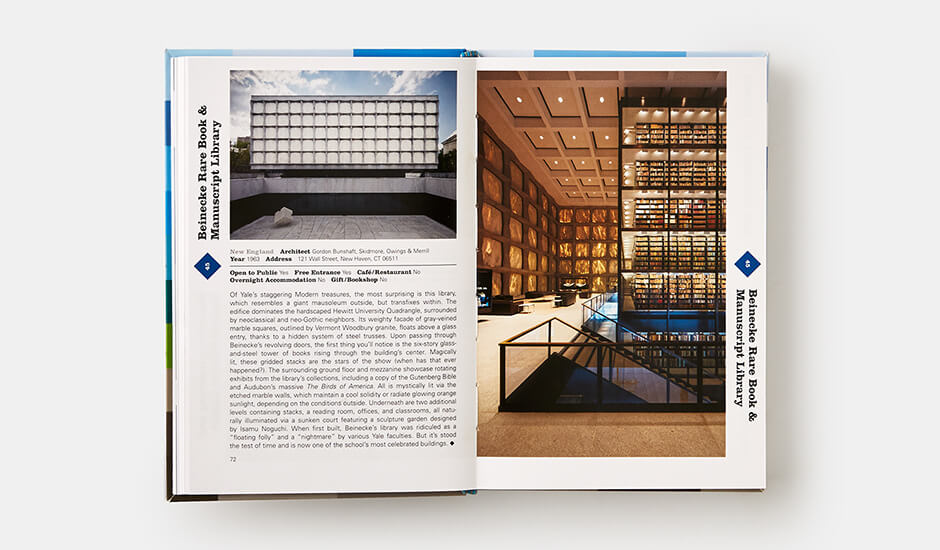 Beinecke Rare Book &
Manuscript Library
45
New England Architect Gordon Bunshaft, Skidmore, Owings & Merrill
Year 1963 Address 121 Wall Street, New Haven, CT 06511
Open to Public Yes Free Entrance Yes Café/Restaurant No
Overnight Accommodation No Gift/Bookshop No
Of Yale's staggering Modern treasures, the most surprising is this library,
which resembles a giant mausoleum outside, but transfixes within. The
edifice dominates the hardscaped Hewitt University Quadrangle, surrounded
by neoclassical and neo-Gothic neighbors. Its weighty facade of gray-veined
marble squares, outlined by Vermont Woodbury granite, floats above a glass
entry, thanks to a hidden system of steel trusses. Upon passing through
Beinecke's revolving doors, the first thing you'll notice is the six-story glass-
and-steel tower of books rising through the building's center. Magically
lit, these gridded stacks are the stars of the show (when has that ever
happened?). The surrounding ground floor and mezzanine showcase rotating
exhibits from the library's collections, including a copy of the Gutenberg Bible
and Audubon's massive The Birds of America. All is mystically lit via the
etched marble walls, which maintain a cool solidity or radiate glowing orange
sunlight, depending on the conditions outside. Underneath are two additional
levels containing stacks, a reading room, offices, and classrooms, all natu-
rally illuminated via a sunken court featuring a sculpture garden designed
by Isamu Noguchi. When first built, Beinecke's library was ridiculed as a
"floating folly" and a "nightmare" by various Yale faculties. But it's stood
the test of time and is now one of the school's most celebrated buildings. ◆
72
45
Beinecke Rare Book &
Manuscript Library